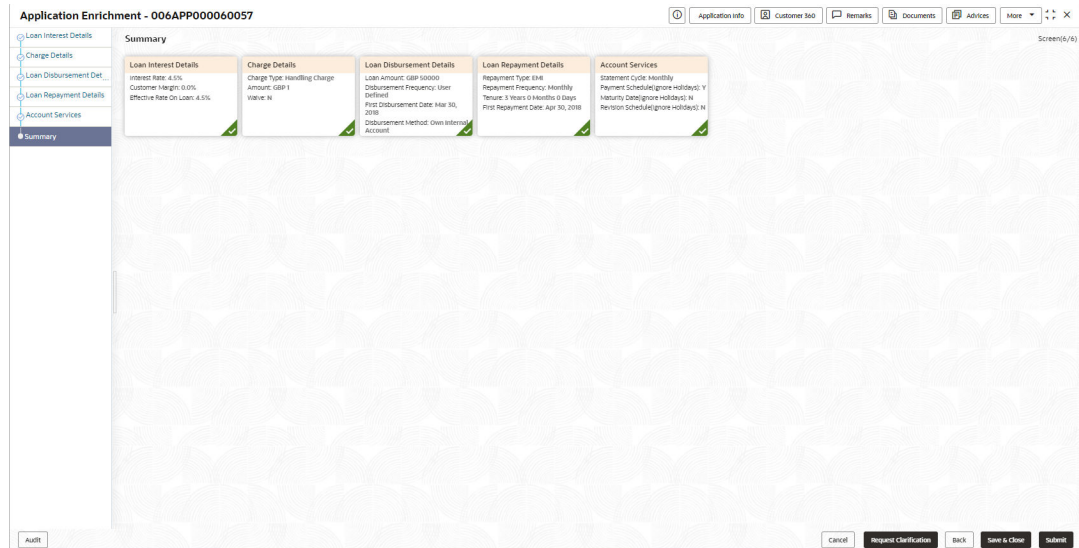 Application Enrichment - 006APP000060057
Application Info
Customer 360
Remarks
Documents
Advices
More
Loan Interest Details
Charge Details
Loan Disbursement Det...
Loan Repayment Details
Account Services
Summary
Summary
Screen(6/6)
Loan Interest Details
Interest Rate: 4.5%
Customer Margin: 0.0%
Effective Rate On Loan: 4.5%
Charge Details
Charge Type: Handling Charge
Amount: GBP 1
Waive: N
Loan Disbursement Details
Loan Amount: GBP 50000
Disbursement Frequency: User
Defined
First Disbursement Date: Mar 30,
2018
Disbursement Method: Own Internal
Account
Loan Repayment Details
Repayment Type: EMI
Repayment Frequency: Monthly
Tenure: 3 Years 0 Months 0 Days
First Repayment Date: Apr 30, 2018
Account Services
Statement Cycle: Monthly
Payment Schedule(Ignore Holidays): Y
Maturity Date(Ignore Holidays): N
Revision Schedule(Ignore Holidays): N
Audit
Cancel
Request Clarification
Back
Save & Close
Submit